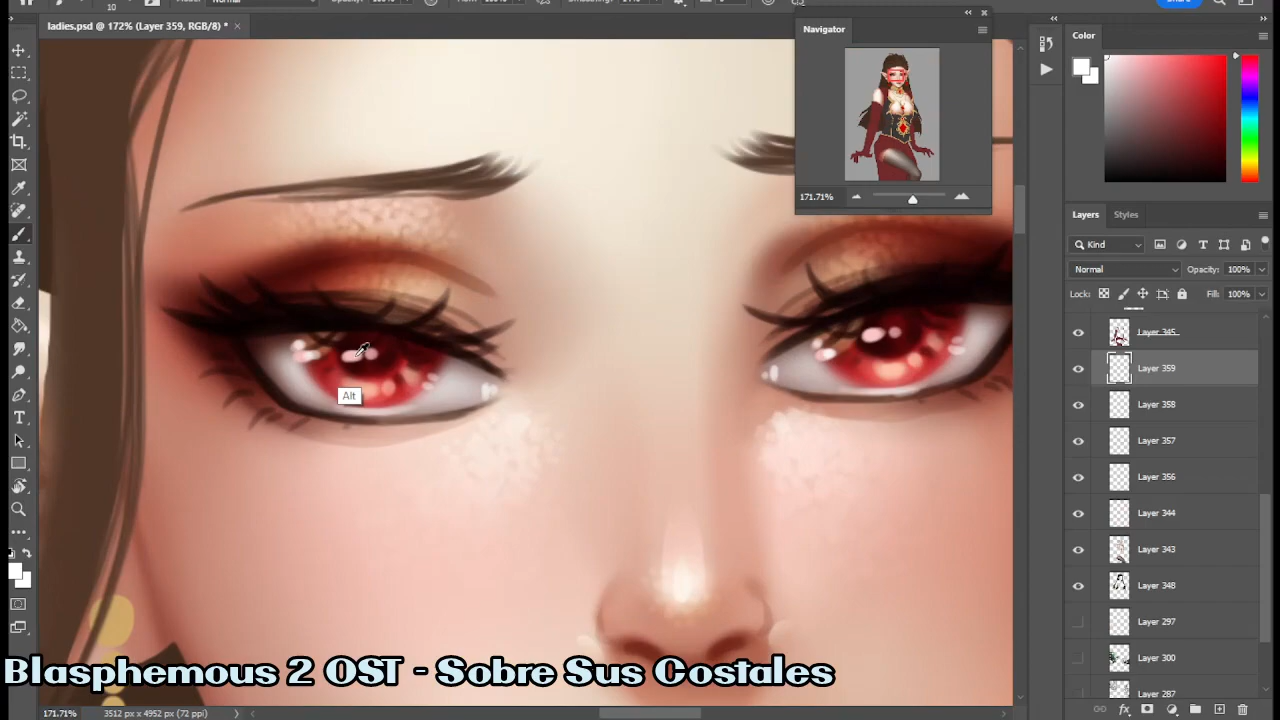 10
ladies.psd @ 172% (Layer 359, RGB/8) *
Navigator
171.71%
Color
Layers Styles
Kind
Normal Opacity: 100%
Lock: Fill: 100%
Layer 345
Layer 359
Layer 358
Layer 357
Layer 356
Layer 344
Layer 343
Layer 348
Layer 297
Layer 300
Layer 287
Alt
Blasphemous 2 OST - Sobre Sus Costales
171.71% 3512 px x 4952 px (72 ppi)